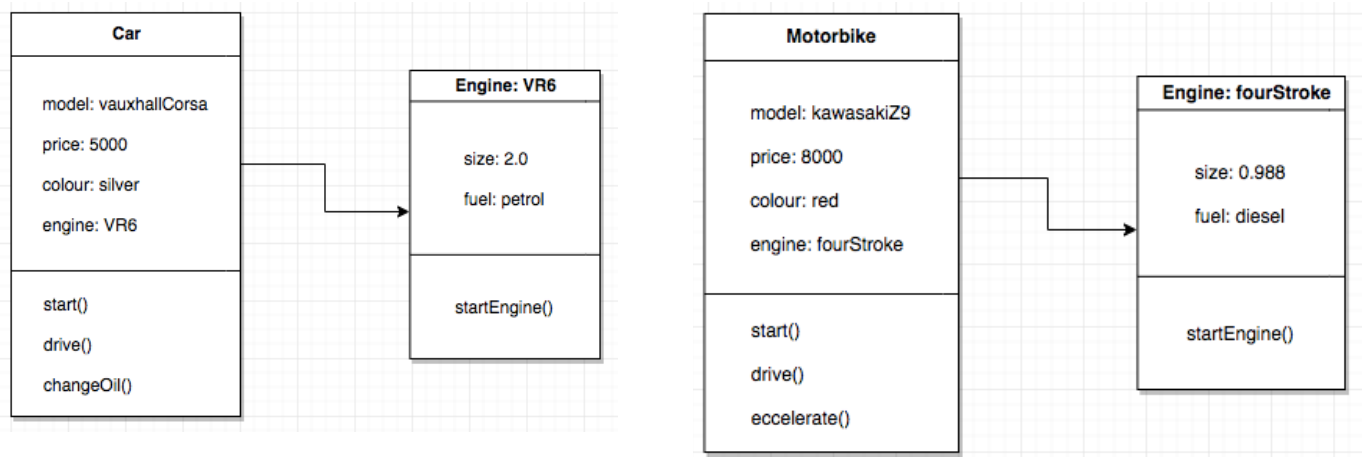 Car
model: vauxhallCorsa
price: 5000
colour: silver
engine: VR6
start()
drive()
changeOil()
Engine: VR6
size: 2.0
fuel: petrol
startEngine()
Motorbike
model: kawasakiZ9
price: 8000
colour: red
engine: fourStroke
start()
drive()
eccelerate()
Engine: fourStroke
size: 0.988
fuel: diesel
startEngine()